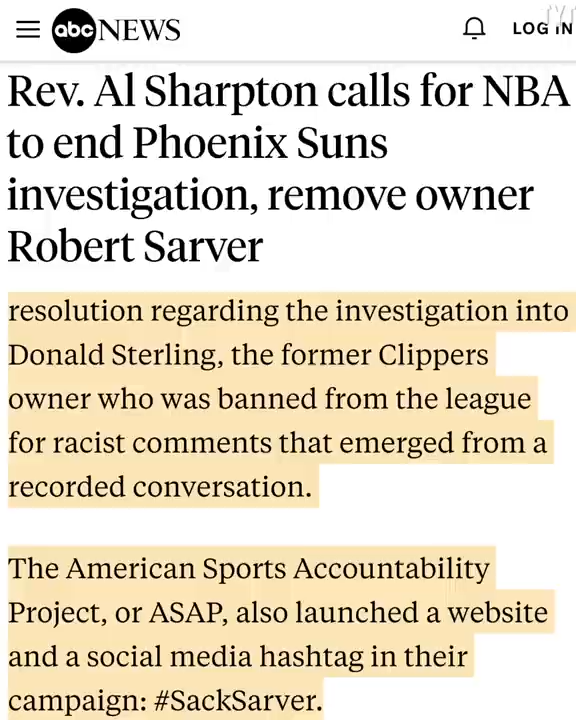 abc NEWS
LOG IN
Rev. Al Sharpton calls for NBA
to end Phoenix Suns
investigation, remove owner
Robert Sarver
resolution regarding the investigation into
Donald Sterling, the former Clippers
owner who was banned from the league
for racist comments that emerged from a
recorded conversation.
The American Sports Accountability
Project, or ASAP, also launched a website
and a social media hashtag in their
campaign: #SackSarver.